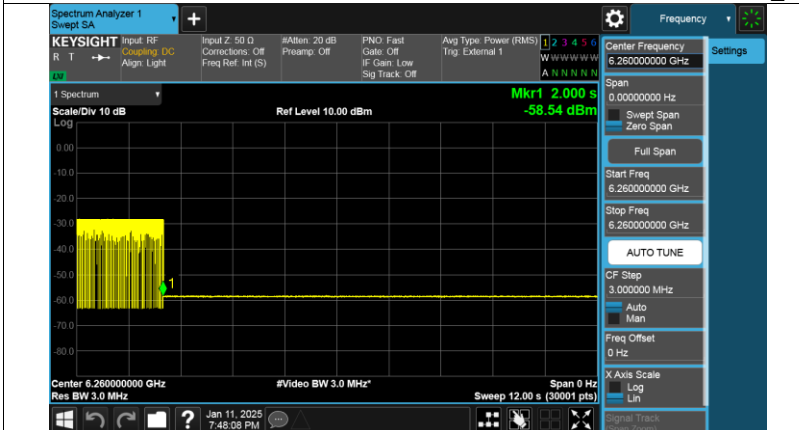 Spectrum Analyzer 1
Swept SA
Frequency
KEYSIGHT
R T
LXI
Input: RF
Coupling: DC
Align: Light
Input Z: 50 Ω
Corrections: Off
Freq Ref: Int (S)
#Atten: 20 dB
Preamp: Off
PNO: Fast
Gate: Off
IF Gain: Low
Sig Track: Off
Avg Type: Power (RMS)
Trig: External 1
1 2 3 4 5 6
W W W W W W
A N N N N N
1 Spectrum
Scale/Div 10 dB
Ref Level 10.00 dBm
Mkr1 2.000 s
-58.54 dBm
Log
0.00
-10.0
-20.0
-30.0
-40.0
-50.0
-60.0
-70.0
-80.0
1
Center 6.260000000 GHz
Res BW 3.0 MHz
#Video BW 3.0 MHz*
Span 0 Hz
Sweep 12.00 s (30001 pts)
Center Frequency
6.260000000 GHz
Settings
Span
0.00000000 Hz
Swept Span
Zero Span
Full Span
Start Freq
6.260000000 GHz
Stop Freq
6.260000000 GHz
AUTO TUNE
CF Step
3.000000 MHz
Auto
Man
Freq Offset
0 Hz
X Axis Scale
Log
Lin
Signal Track
(Span Zoom)
?
Jan 11, 2025
7:48:08 PM